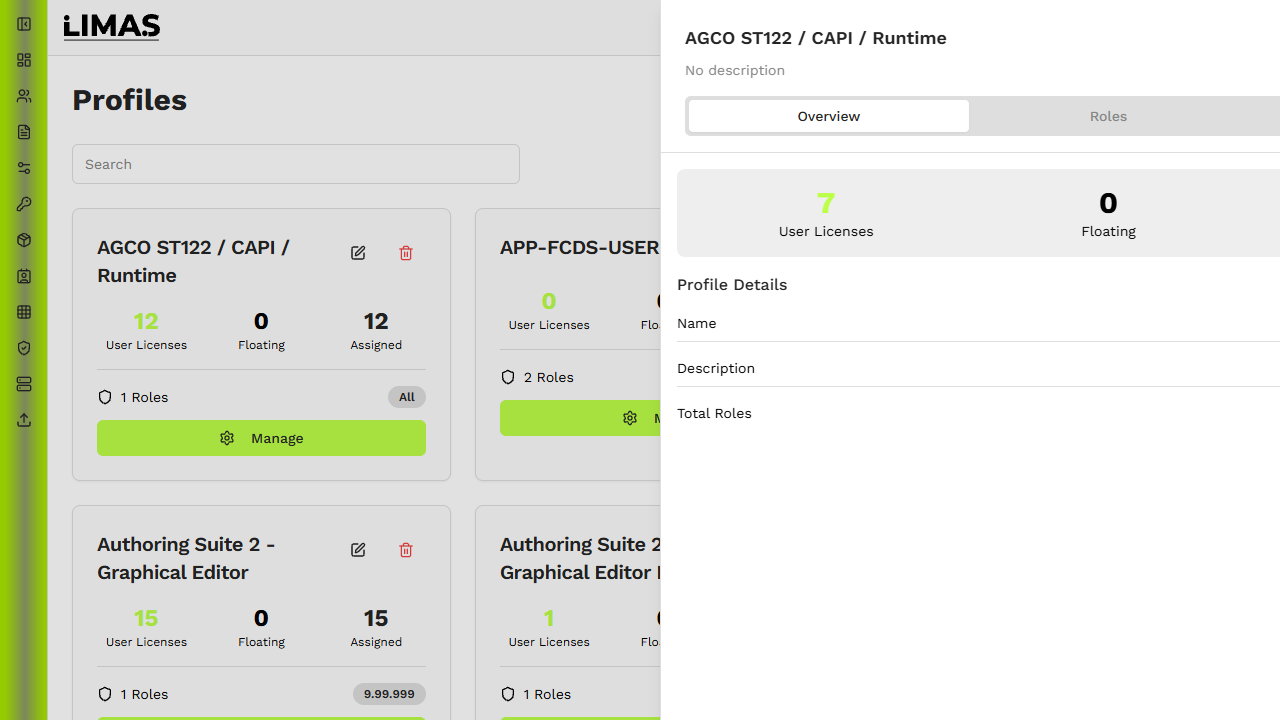 LIMAS
Profiles
Search
AGCO ST122 / CAPI /
Runtime
12
User Licenses
0
Floating
12
Assigned
1 Roles
All
Manage
APP-FCDS-USER
0
User Licenses
2 Roles
Authoring Suite 2 -
Graphical Editor
15
User Licenses
0
Floating
15
Assigned
1 Roles
9.99.999
Authoring Suite 2
Graphical Editor
1
User Licenses
1 Roles
AGCO ST122 / CAPI / Runtime
No description
Overview
Roles
7
User Licenses
0
Floating
Profile Details
Name
Description
Total Roles